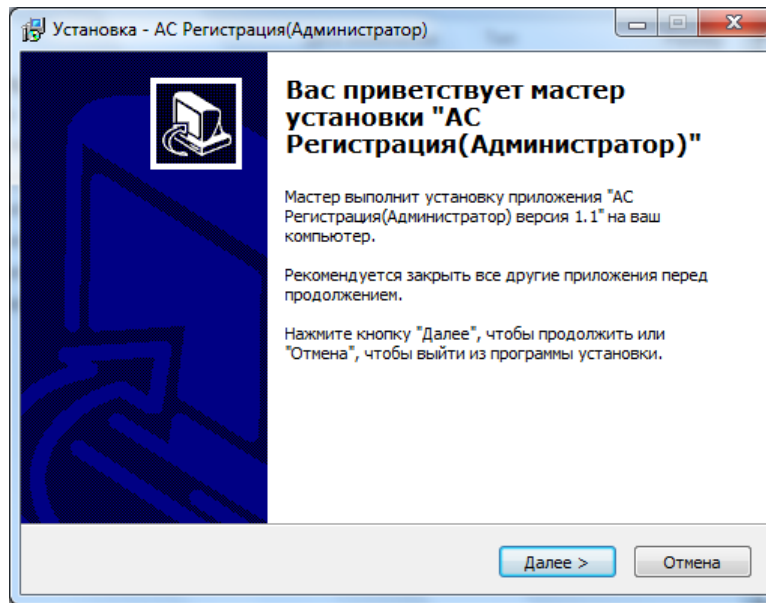 Установка - АС Регистрация(Администратор)
Вас приветствует мастер
установки "АС
Регистрация(Администратор)"
Мастер выполнит установку приложения "АС
Регистрация(Администратор) версия 1.1" на ваш
компьютер.
Рекомендуется закрыть все другие приложения перед
продолжением.
Нажмите кнопку "Далее", чтобы продолжить или
"Отмена", чтобы выйти из программы установки.
Далее >
Отмена